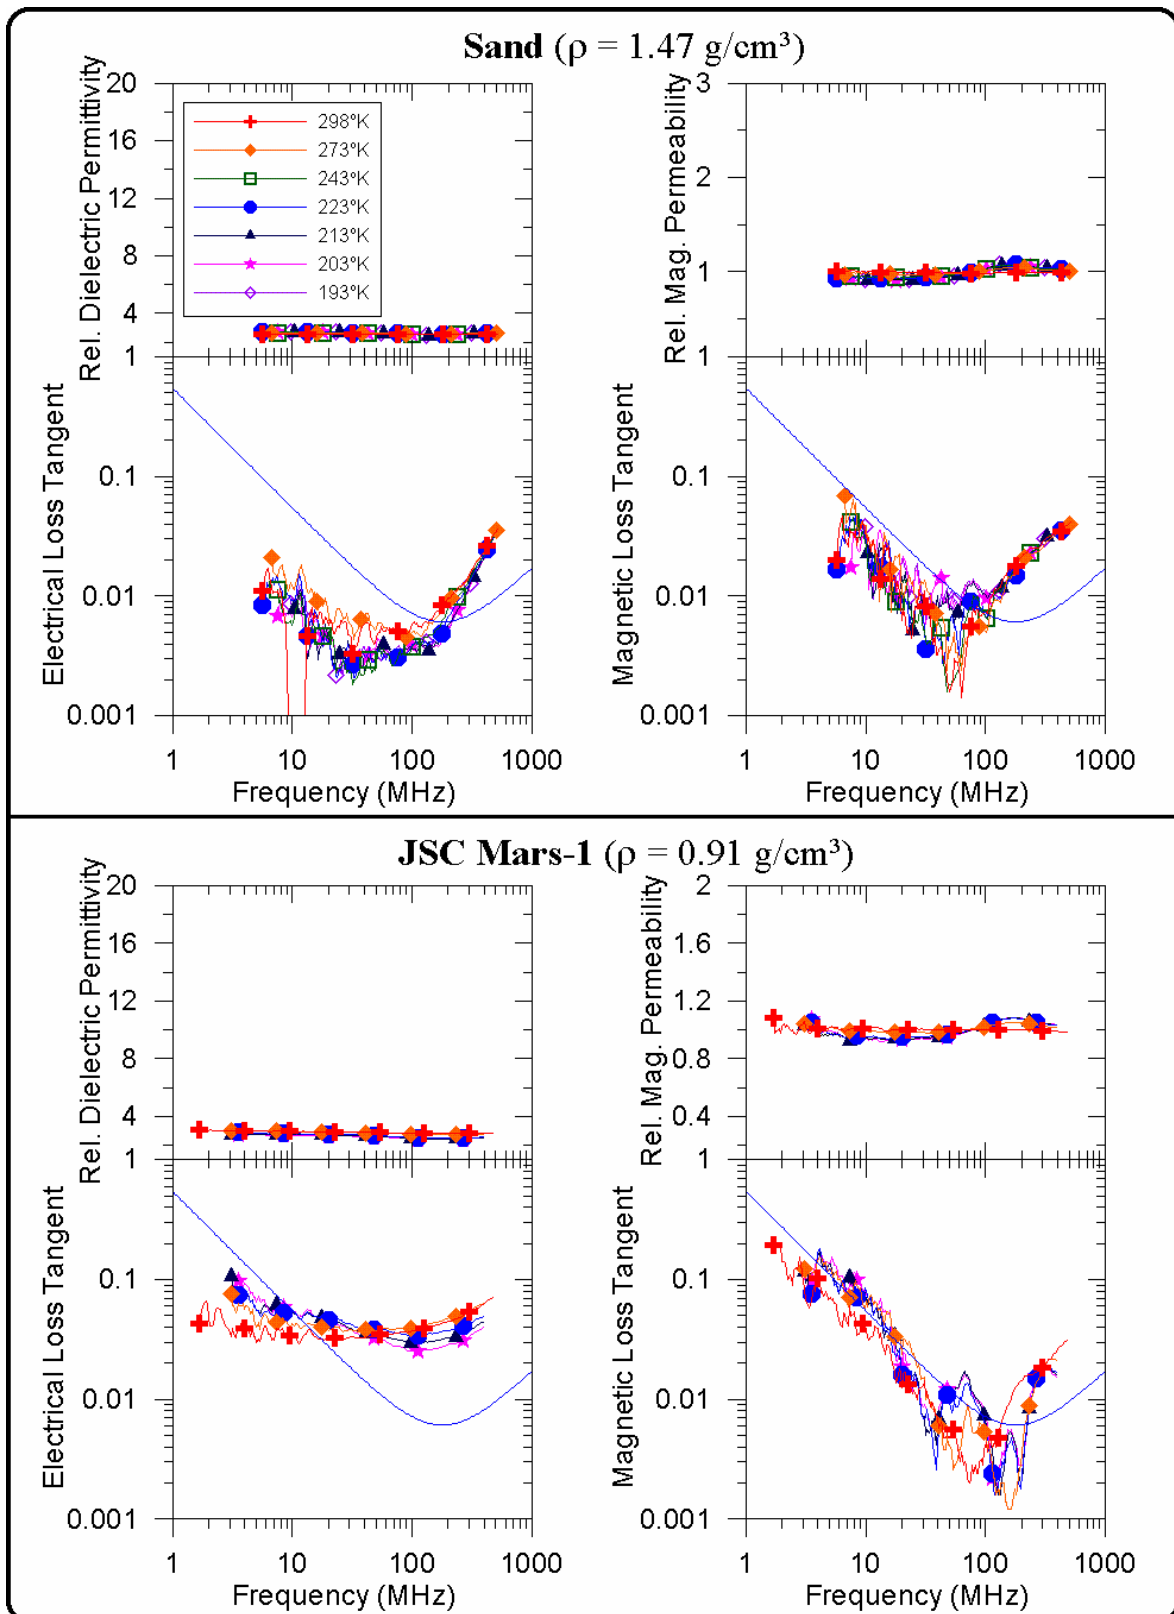 Sand (ρ = 1.47 g/cm³)
Rel. Dielectric Permittivity
20
16
12
8
4
1
298°K
273°K
243°K
223°K
213°K
203°K
193°K
Rel. Mag. Permeability
3
2
1
1
Electrical Loss Tangent
0.1
0.01
0.001
1 10 100 1000
Frequency (MHz)
Magnetic Loss Tangent
0.1
0.01
0.001
1 10 100 1000
Frequency (MHz)
JSC Mars-1 (ρ = 0.91 g/cm³)
Rel. Dielectric Permittivity
20
16
12
8
4
1
Rel. Mag. Permeability
2
1.6
1.2
0.8
0.4
1
Electrical Loss Tangent
0.1
0.01
0.001
1 10 100 1000
Frequency (MHz)
Magnetic Loss Tangent
0.1
0.01
0.001
1 10 100 1000
Frequency (MHz)